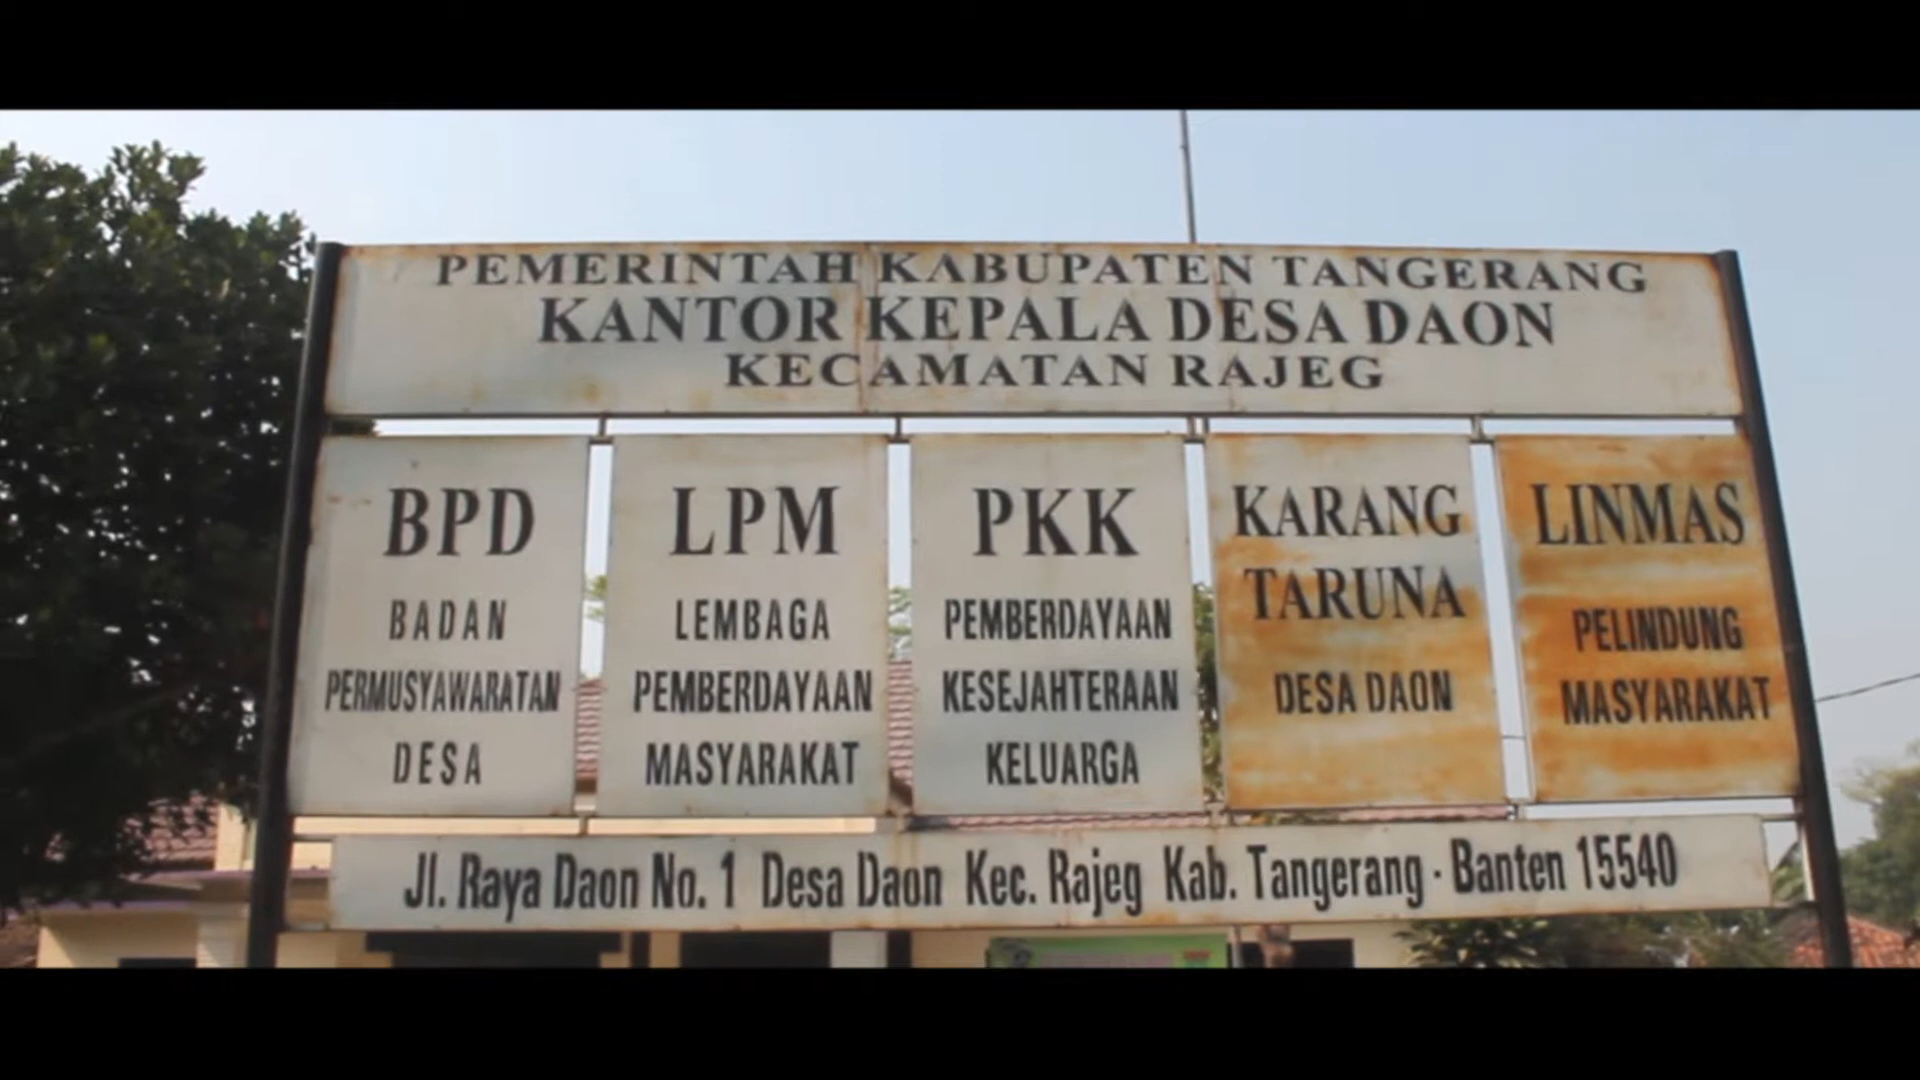 PEMERINTAH KABUPATEN TANGERANG
KANTOR KEPALA DESA DAON
KECAMATAN RAJEG
BPD
BADAN
PERMUSYAWARATAN
DESA
LPM
LEMBAGA
PEMBERDAYAAN
MASYARAKAT
PKK
PEMBERDAYAAN
KESEJAHTERAAN
KELUARGA
KARANG
TARUNA
DESA DAON
LINMAS
PELINDUNG
MASYARAKAT
Jl. Raya Daon No. 1 Desa Daon Kec. Rajeg Kab. Tangerang - Banten 15540